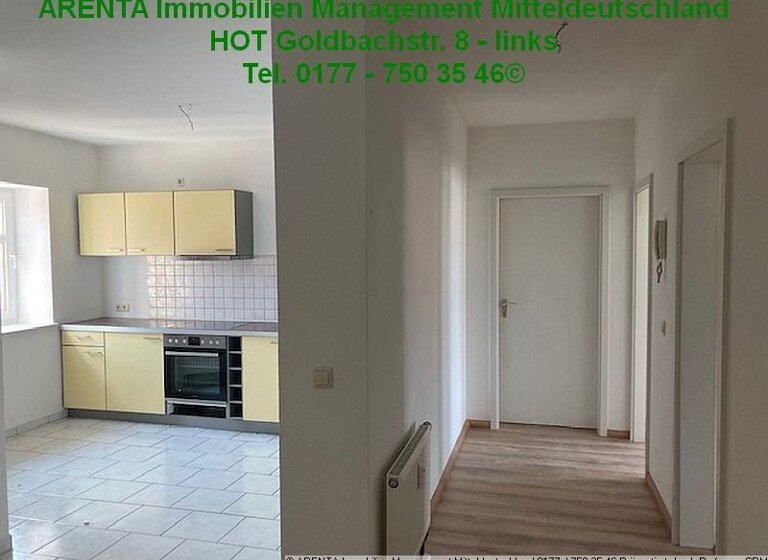 ARENTA Immobilien Management Mitteldeutschland
HOT Goldbachstr. 8 - links
Tel. 0177 - 750 35 46©